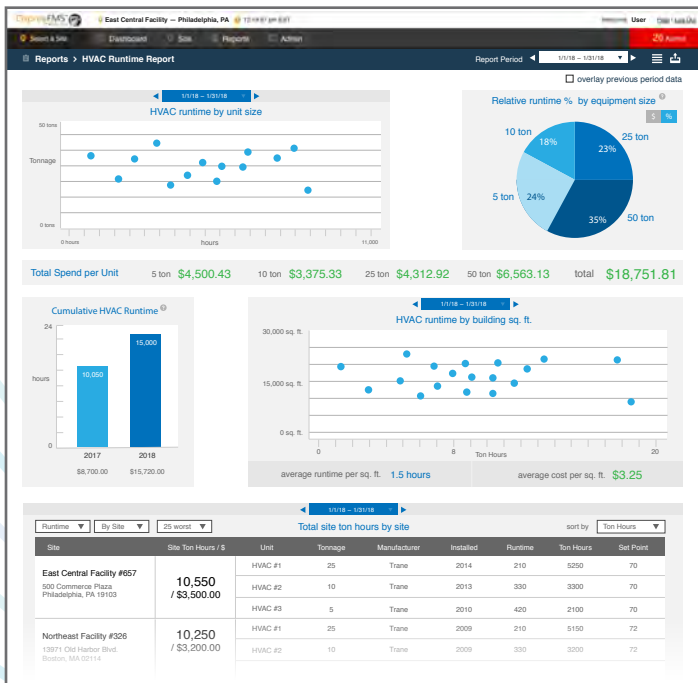 East Central Facility — Philadelphia, PA
User
Select a Site Dashboard Size Reports Admin
Reports > HVAC Runtime Report Report Period 1/1/18 – 1/31/18
overlay previous period data
1/1/18 – 1/31/18
HVAC runtime by unit size
50 tons
Tonnage
0 tons
0 hours hours 11,000
Relative runtime % by equipment size
$ %
10 ton 18% 23% 25 ton
5 ton 24% 35% 50 ton
Total Spend per Unit 5 ton $4,500.43 10 ton $3,375.33 25 ton $4,312.92 50 ton $6,563.13 total $18,751.81
Cumulative HVAC Runtime
24
hours
0
10,050 15,000
2017 2018
$8,700.00 $15,720.00
1/1/18 – 1/31/18
HVAC runtime by building sq. ft.
30,000 sq. ft.
15,000 sq. ft.
0 sq. ft.
0 8 Ton Hours 20
average runtime per sq. ft. 1.5 hours average cost per sq. ft. $3.25
1/1/18 – 1/31/18
Runtime By Site 25 worst Total site ton hours by site sort by Ton Hours
Site Site Ton Hours / $ Unit Tonnage Manufacturer Installed Runtime Ton Hours Set Point
East Central Facility #657
500 Commerce Plaza
Philadelphia, PA 19103
10,550
/ $3,500.00
HVAC #1 25 Trane 2014 210 5250 70
HVAC #2 10 Trane 2013 330 3300 70
HVAC #3 5 Trane 2010 420 2100 70
Northeast Facility #326
13971 Old Harbor Blvd.
Boston, MA 02114
10,250
/ $3,200.00
HVAC #1 25 Trane 2009 210 5150 72
HVAC #2 10 Trane 2009 330 3200 72